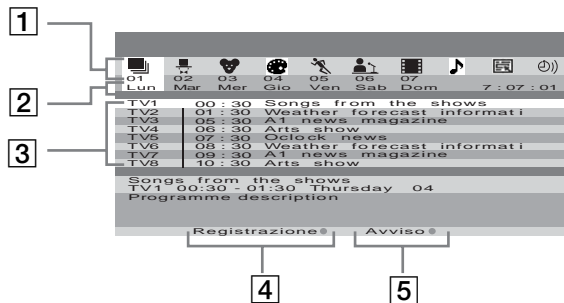 1
01 02 03 04 05 06 07
2
Lun Mar Mer Gio Ven Sab Dom 7 : 07 : 01
3
TV1 00 : 30 Songs from the shows
TV2 01 : 30 Weather forecast informati
TV3 05 : 30 A1 news magazine
TV4 06 : 30 Arts show
TV5 07 : 30 Oclock news
TV6 08 : 30 Weather forecast informati
TV7 09 : 30 A1 news magazine
TV8 10 : 30 Arts show
Songs from the shows
TV1 00:30 - 01:30 Thursday 04
Programme description
Registrazione Avviso
4 5